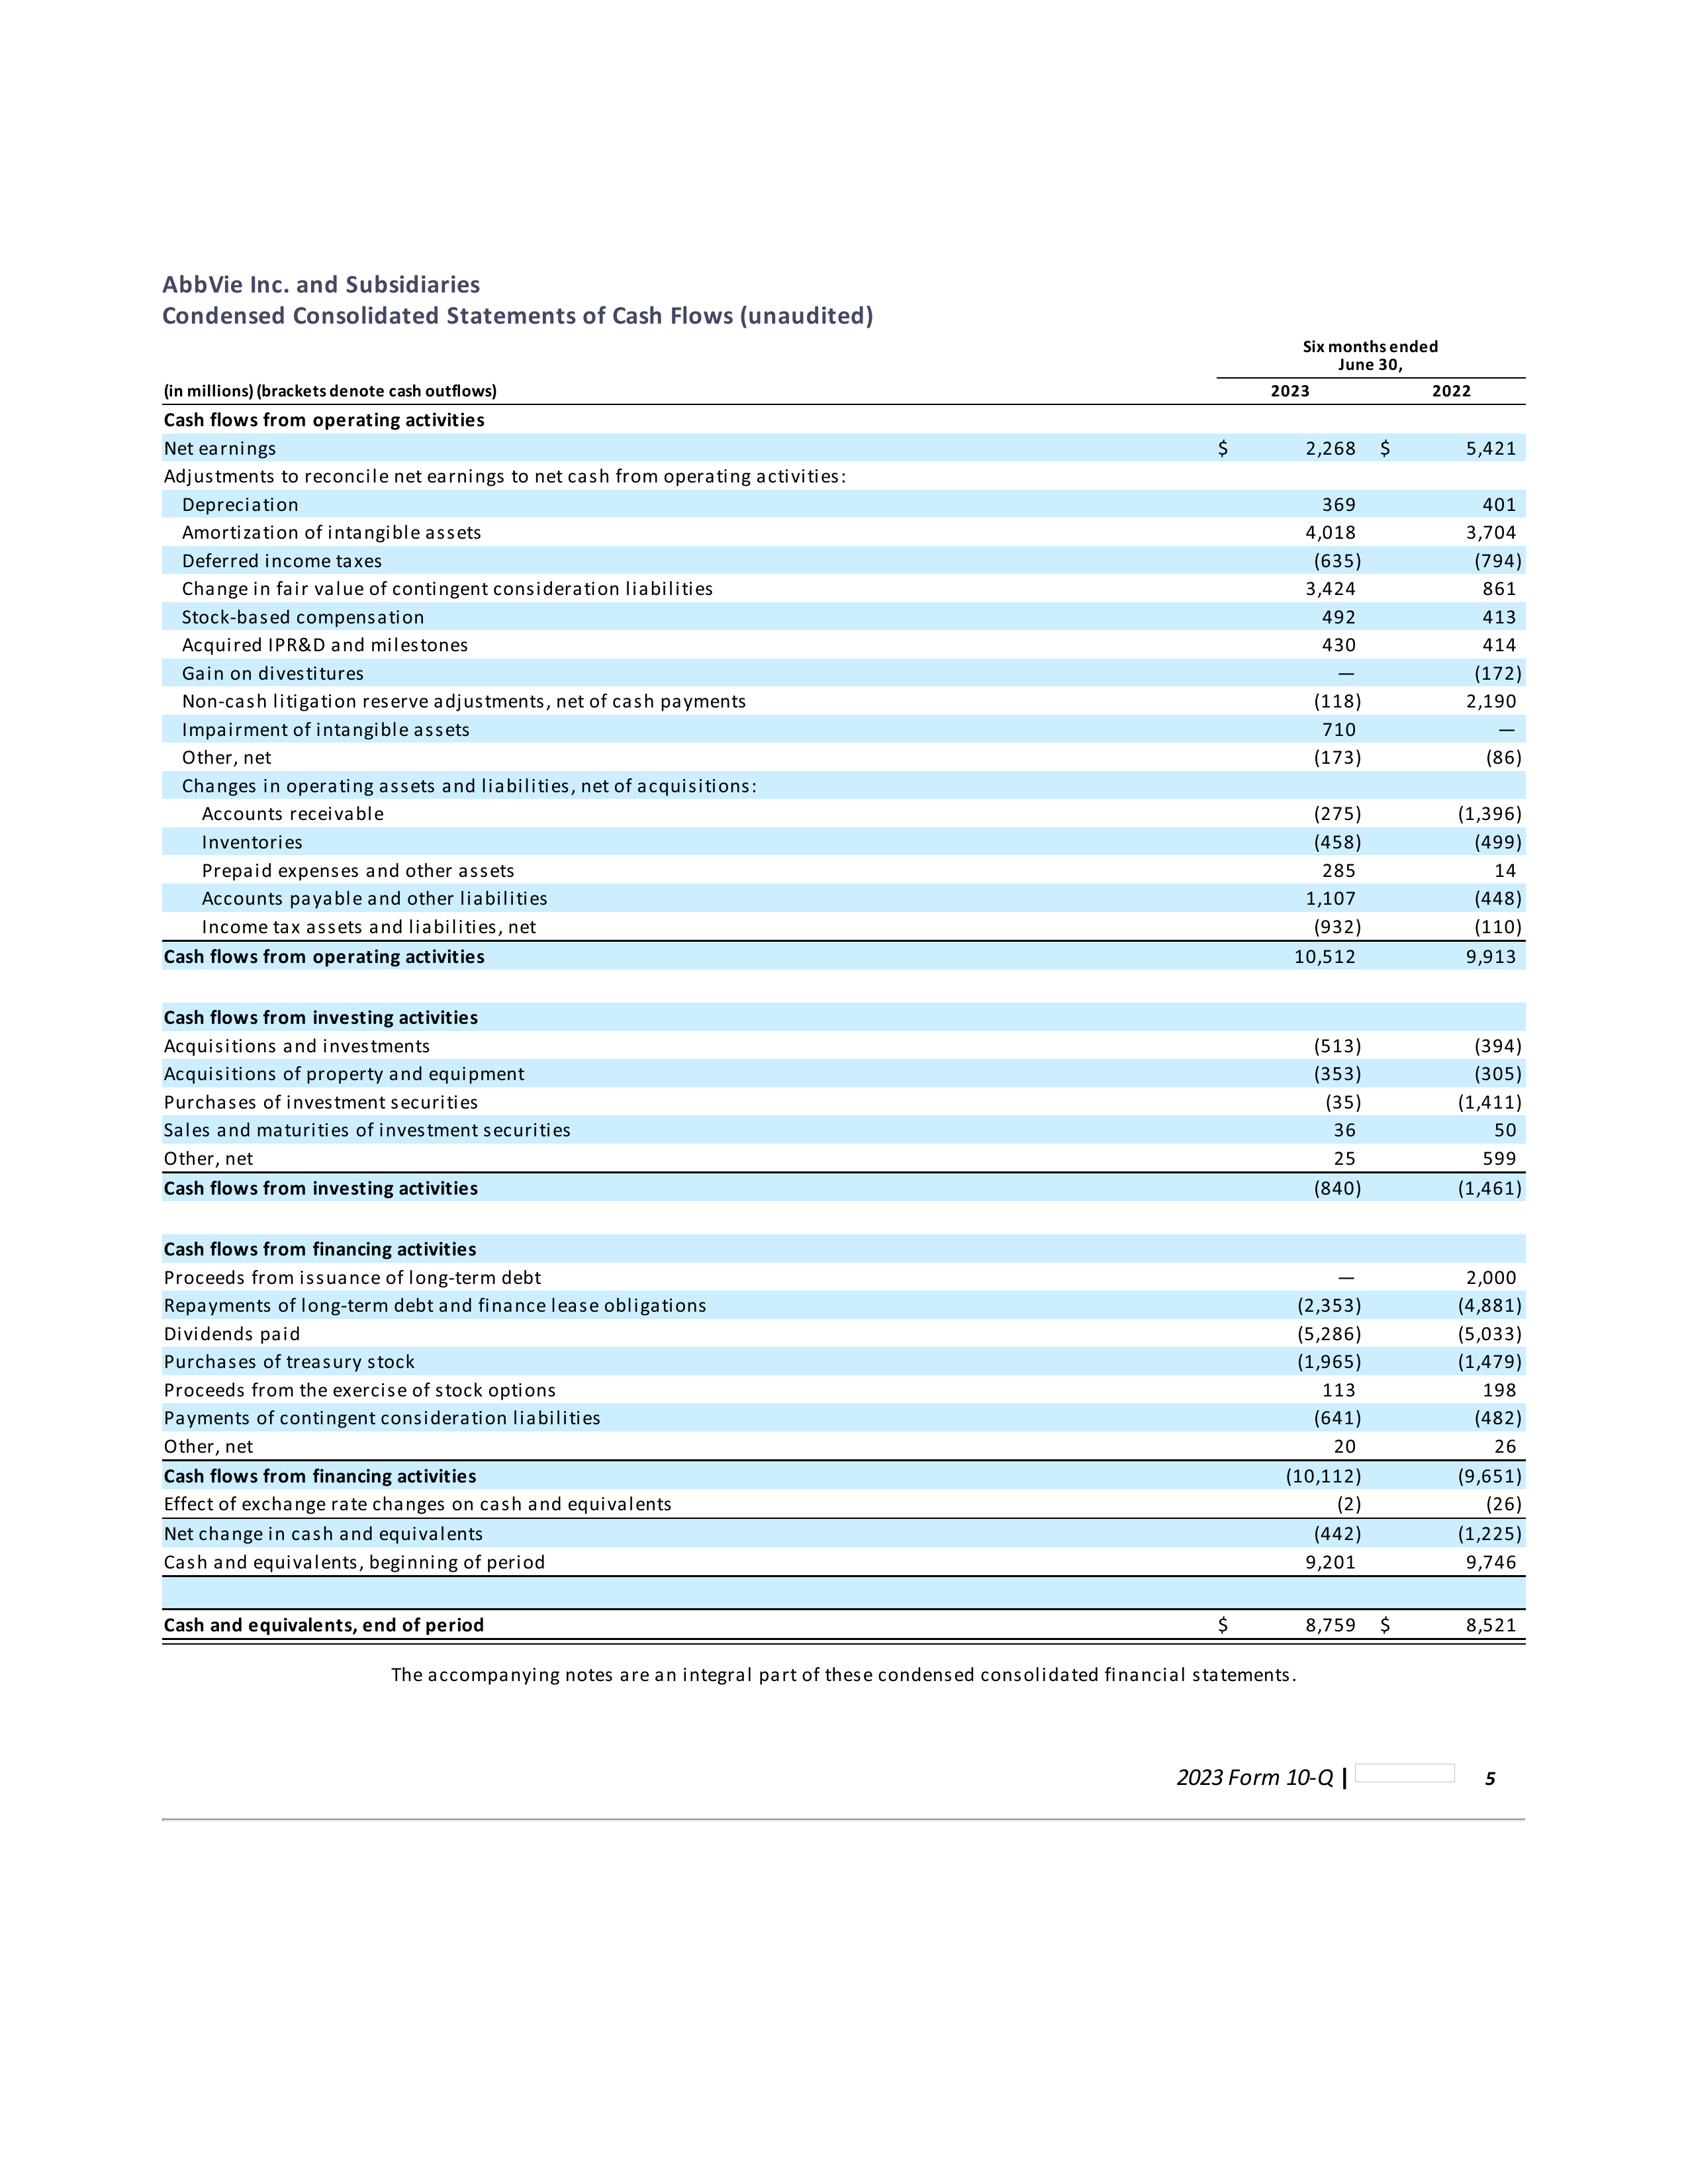 AbbVie Inc. and Subsidiaries
Condensed Consolidated Statements of Cash Flows (unaudited)
Six months ended
June 30,
(in millions) (brackets denote cash outflows) 2023 2022
Cash flows from operating activities
Net earnings $ 2,268 $ 5,421
Adjustments to reconcile net earnings to net cash from operating activities:
Depreciation 369 401
Amortization of intangible assets 4,018 3,704
Deferred income taxes (635) (794)
Change in fair value of contingent consideration liabilities 3,424 861
Stock-based compensation 492 413
Acquired IPR&D and milestones 430 414
Gain on divestitures — (172)
Non-cash litigation reserve adjustments, net of cash payments (118) 2,190
Impairment of intangible assets 710 —
Other, net (173) (86)
Changes in operating assets and liabilities, net of acquisitions:
Accounts receivable (275) (1,396)
Inventories (458) (499)
Prepaid expenses and other assets 285 14
Accounts payable and other liabilities 1,107 (448)
Income tax assets and liabilities, net (932) (110)
Cash flows from operating activities 10,512 9,913
Cash flows from investing activities
Acquisitions and investments (513) (394)
Acquisitions of property and equipment (353) (305)
Purchases of investment securities (35) (1,411)
Sales and maturities of investment securities 36 50
Other, net 25 599
Cash flows from investing activities (840) (1,461)
Cash flows from financing activities
Proceeds from issuance of long-term debt — 2,000
Repayments of long-term debt and finance lease obligations (2,353) (4,881)
Dividends paid (5,286) (5,033)
Purchases of treasury stock (1,965) (1,479)
Proceeds from the exercise of stock options 113 198
Payments of contingent consideration liabilities (641) (482)
Other, net 20 26
Cash flows from financing activities (10,112) (9,651)
Effect of exchange rate changes on cash and equivalents (2) (26)
Net change in cash and equivalents (442) (1,225)
Cash and equivalents, beginning of period 9,201 9,746
Cash and equivalents, end of period $ 8,759 $ 8,521
The accompanying notes are an integral part of these condensed consolidated financial statements.
2023 Form 10-Q | 5